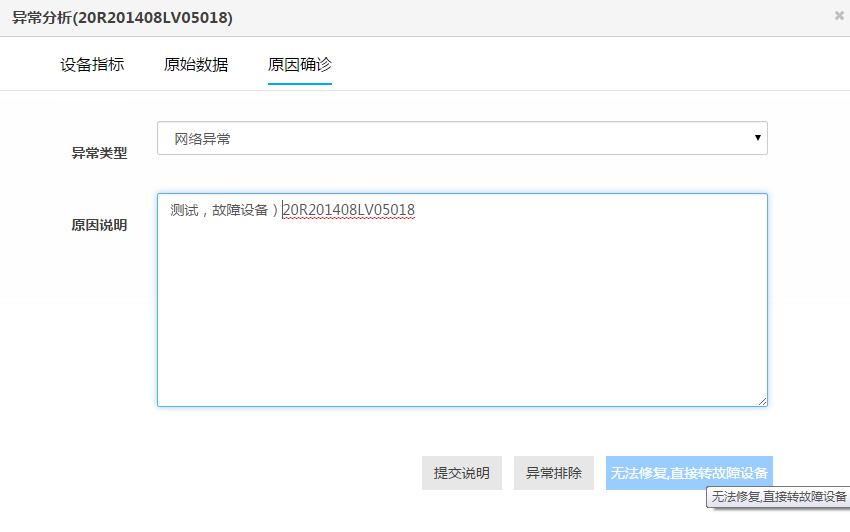 异常分析(20R201408LV05018)
设备指标 原始数据 原因确诊
异常类型 网络异常
原因说明 测试，故障设备）20R201408LV05018
提交说明 异常排除 无法修复,直接转故障设备
无法修复,直接转故障设备